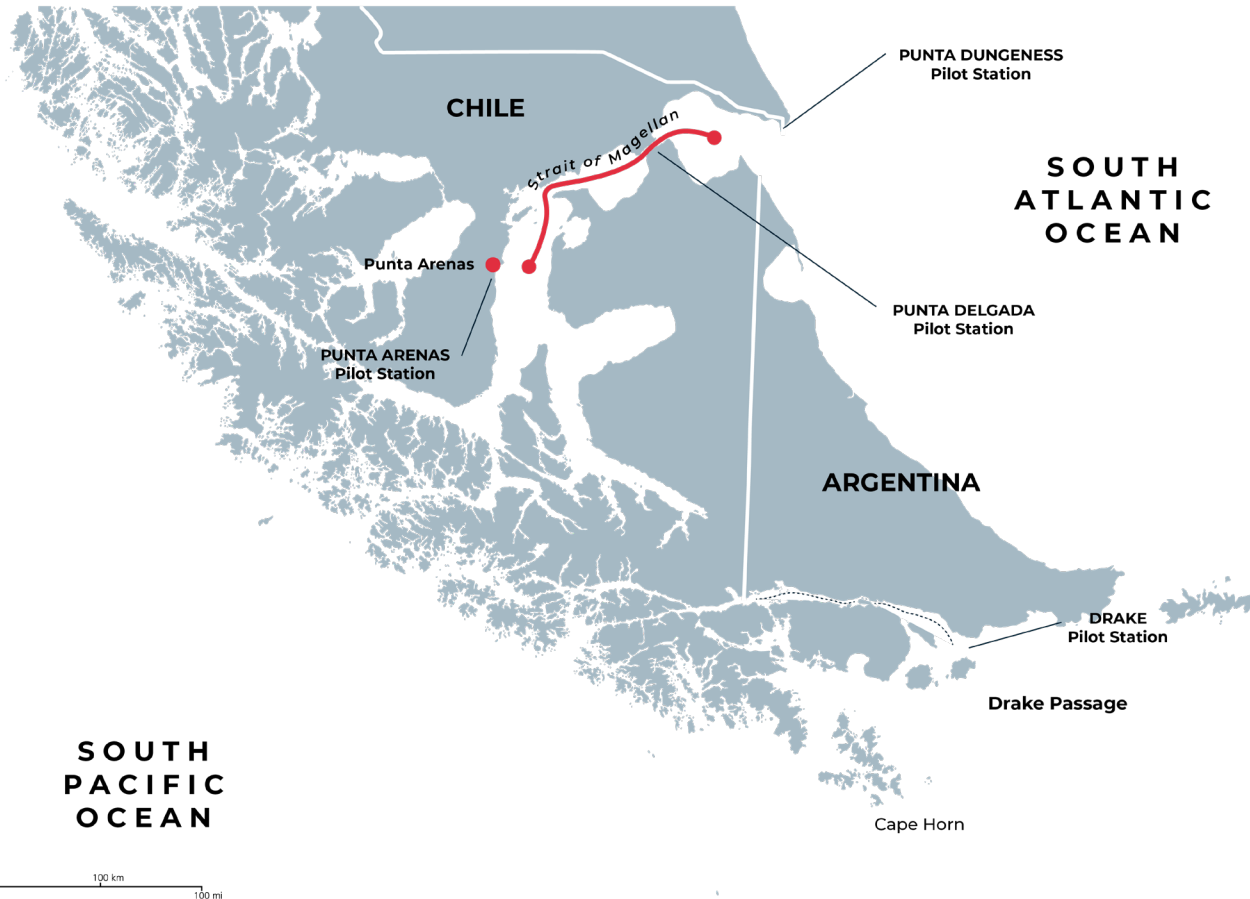 PUNTA DUNGENESS
Pilot Station
CHILE
Strait of Magellan
SOUTH
ATLANTIC
OCEAN
Punta Arenas
PUNTA DELGADA
Pilot Station
PUNTA ARENAS
Pilot Station
ARGENTINA
DRAKE
Pilot Station
Drake Passage
SOUTH
PACIFIC
OCEAN
Cape Horn
100 km
100 mi